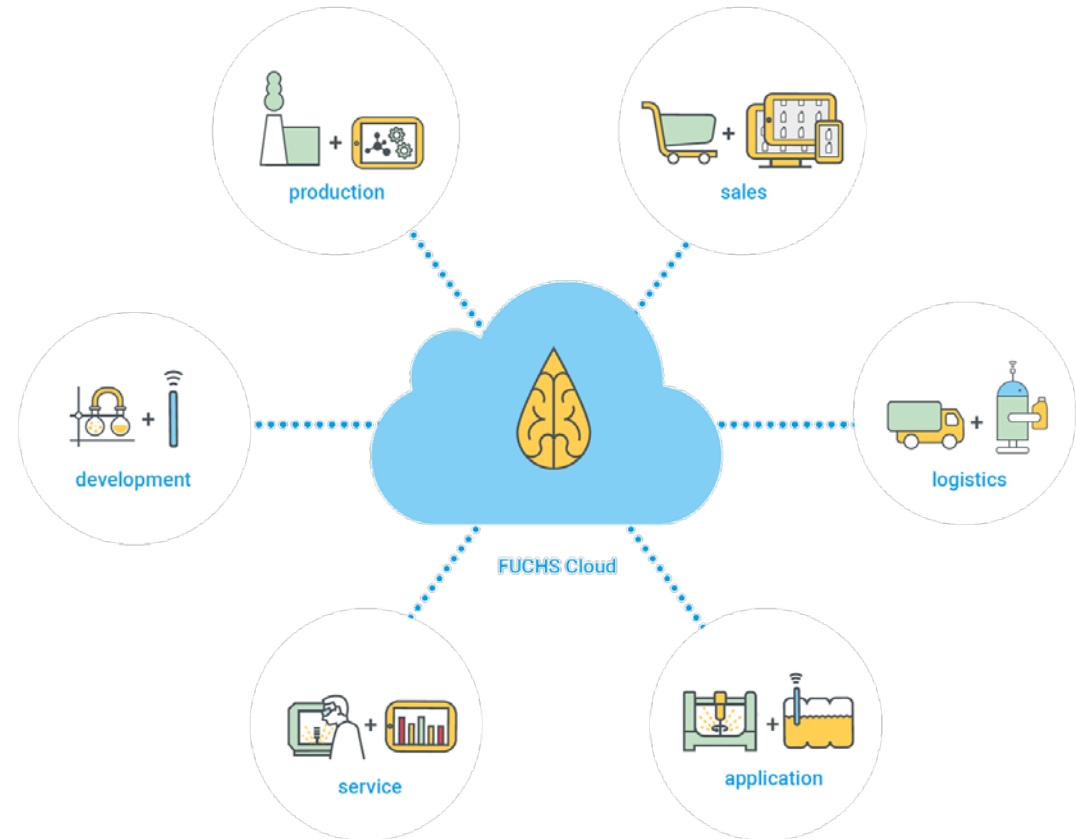 production
sales
development
logistics
FUCHS Cloud
service
application